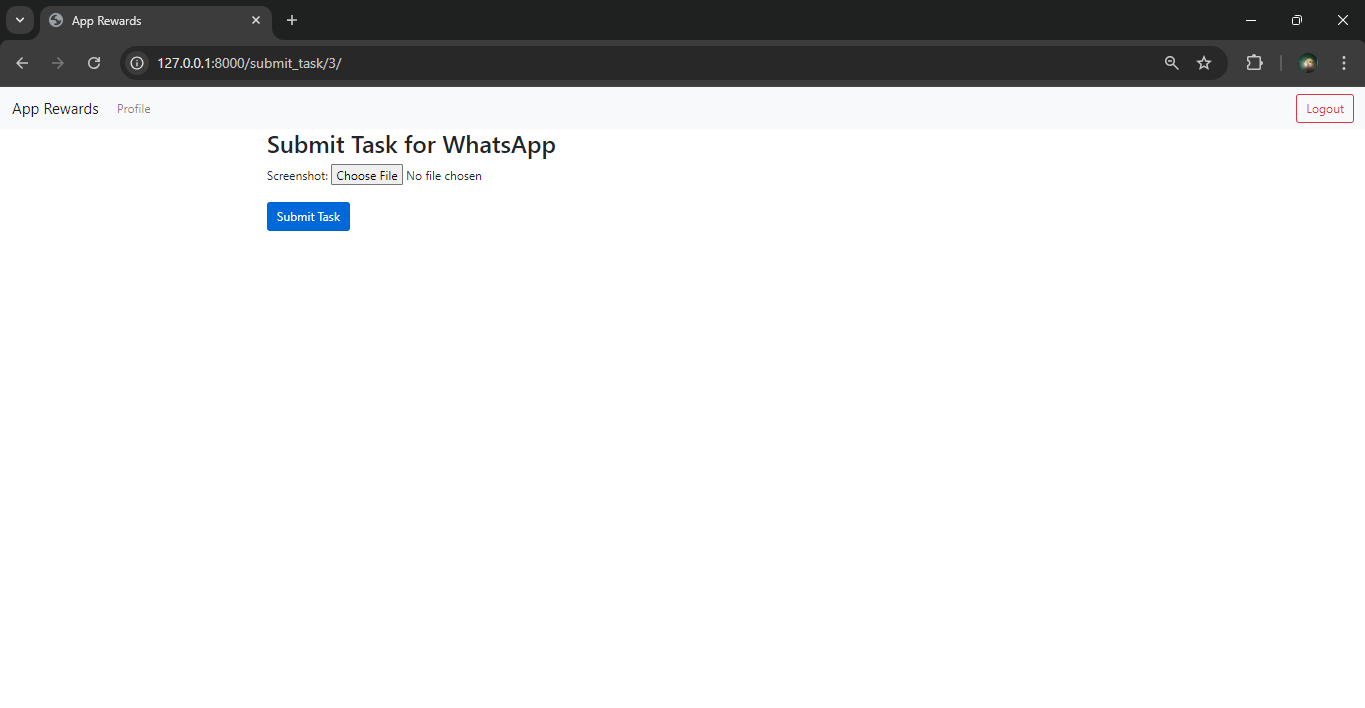 App Rewards
127.0.0.1:8000/submit_task/3/
App Rewards Profile Logout
Submit Task for WhatsApp
Screenshot: Choose File No file chosen
Submit Task